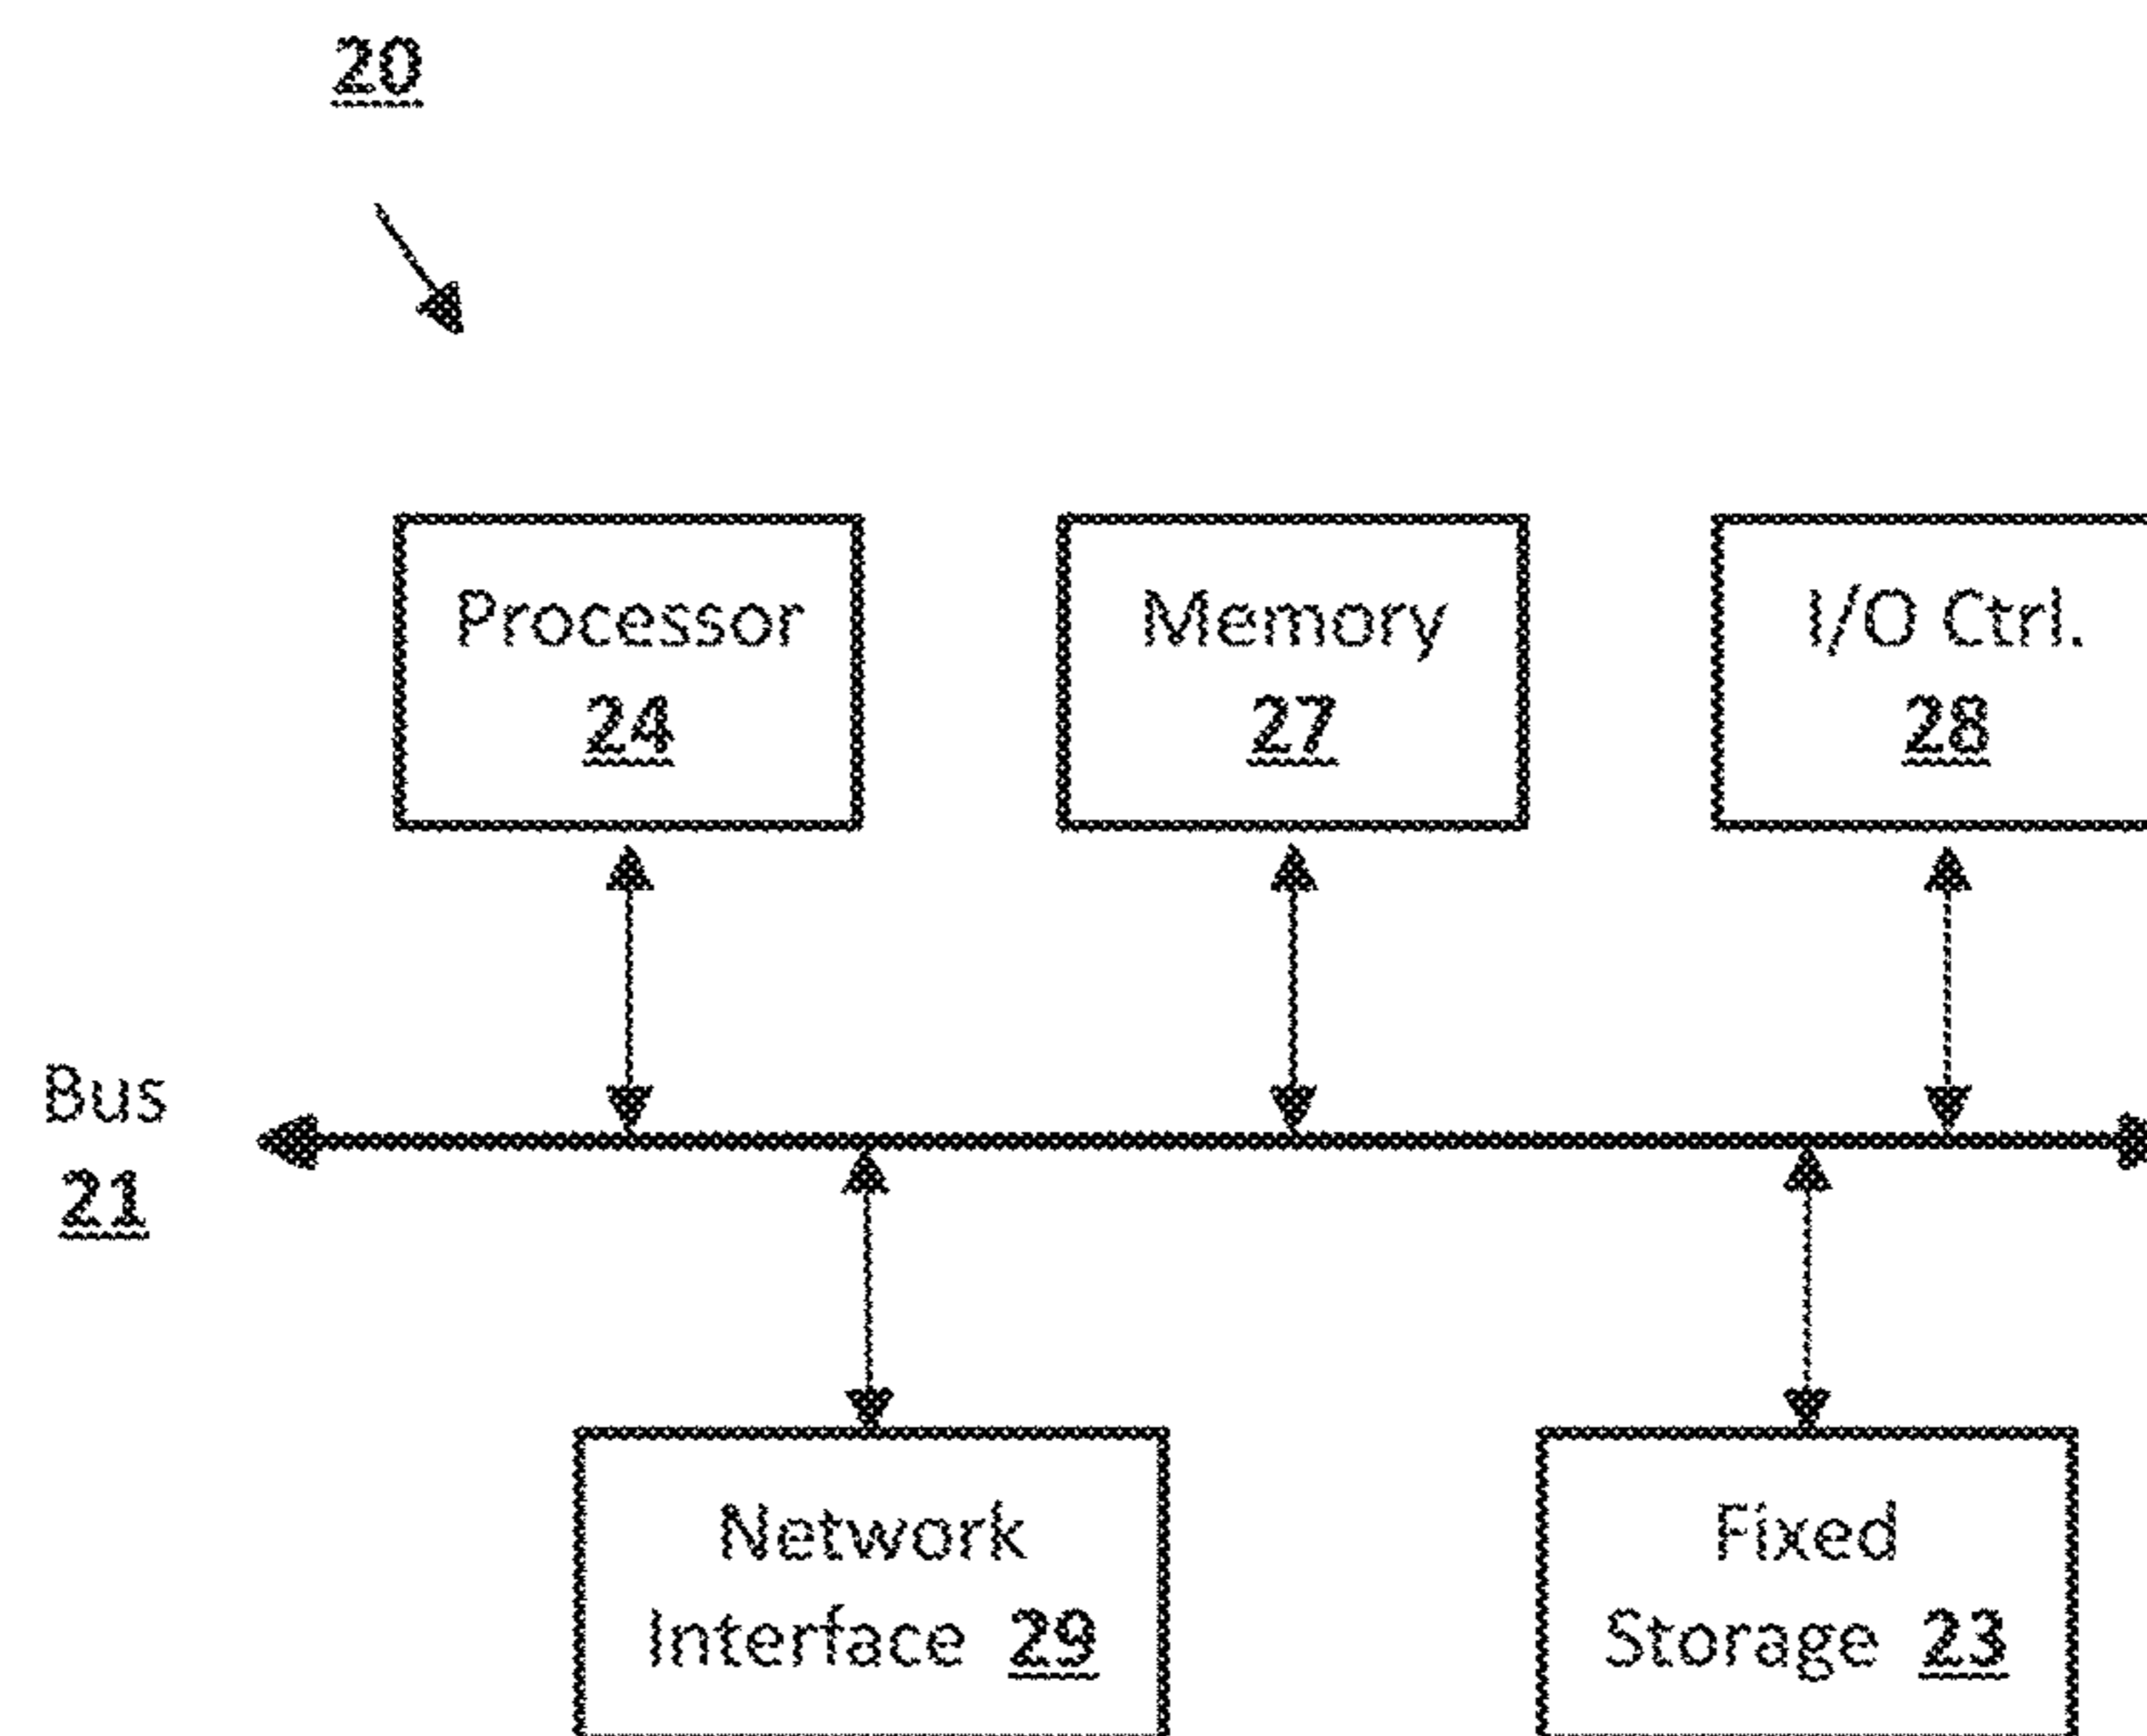 20
Processor
24
Memory
27
I/O Ctrl.
28
Bus
21
Network
Interface 29
Fixed
Storage 23